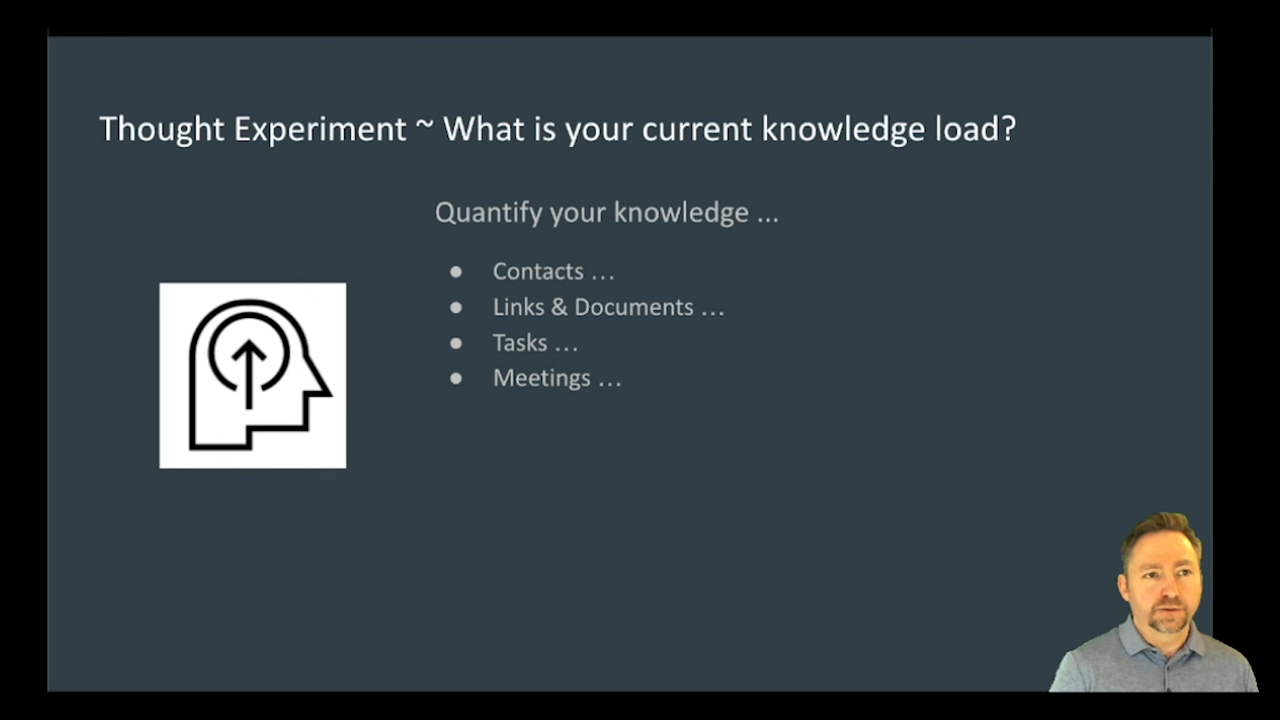 Thought Experiment ~ What is your current knowledge load?
Quantify your knowledge ...
● Contacts …
● Links & Documents …
● Tasks …
● Meetings …